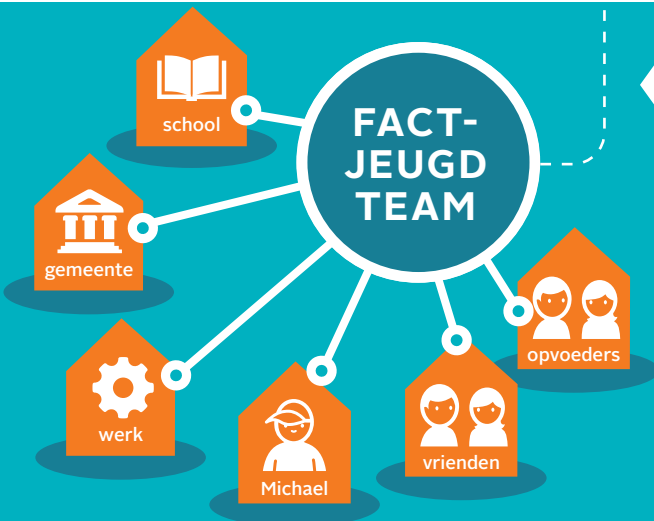 school
FACT-
JEUGD
TEAM
gemeente
opvoeders
werk
vrienden
Michael